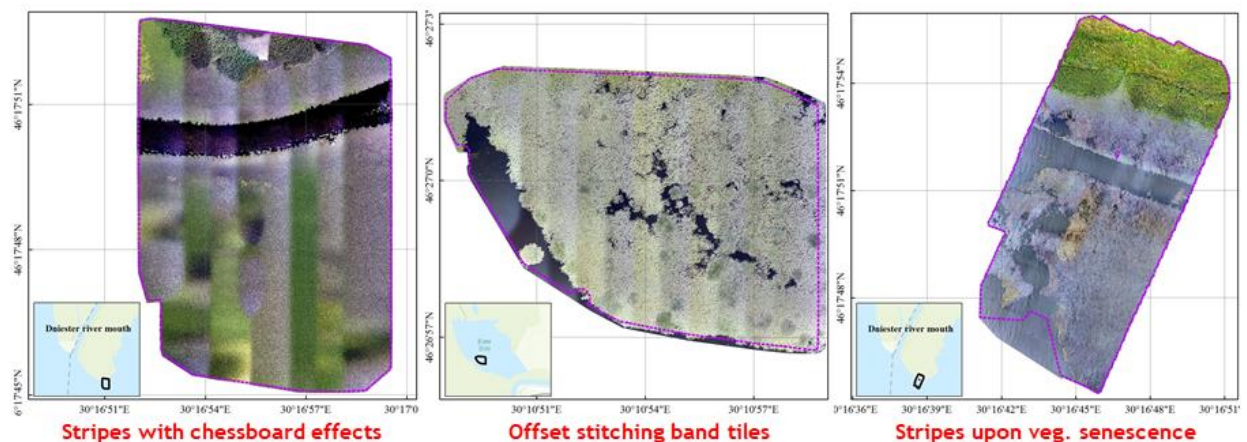 46°17'51"N
46°17'48"N
6°17'45"N
Dniester river mouth
30°16'51"E
30°16'54"E
30°16'57"E
30°17'0"E
Stripes with chessboard effects
46°27'3"
46°27'0"N
46°26'57"N
30°10'51"E
30°10'54"E
30°10'57"E
Offset stitching band tiles
46°17'54"N
46°17'51"N
46°17'48"N
Dniester river mouth
30°16'36"E
30°16'39"E
30°16'42"E
30°16'45"E
30°16'48"E
30°16'51"E
Stripes upon veg. senescence